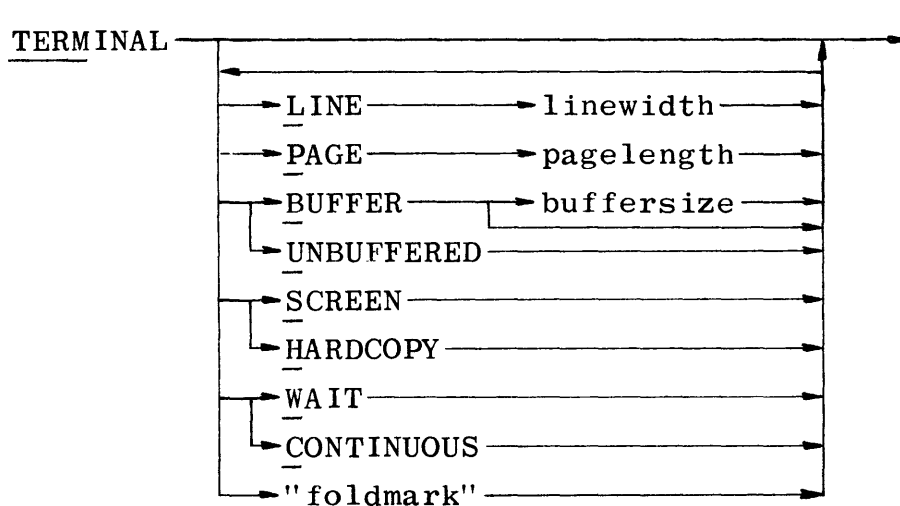 TERMINAL
LINE linewidth
PAGE pagelength
BUFFER buffersize
UNBUFFERED
SCREEN
HARDCOPY
WAIT
CONTINUOUS
"foldmark"